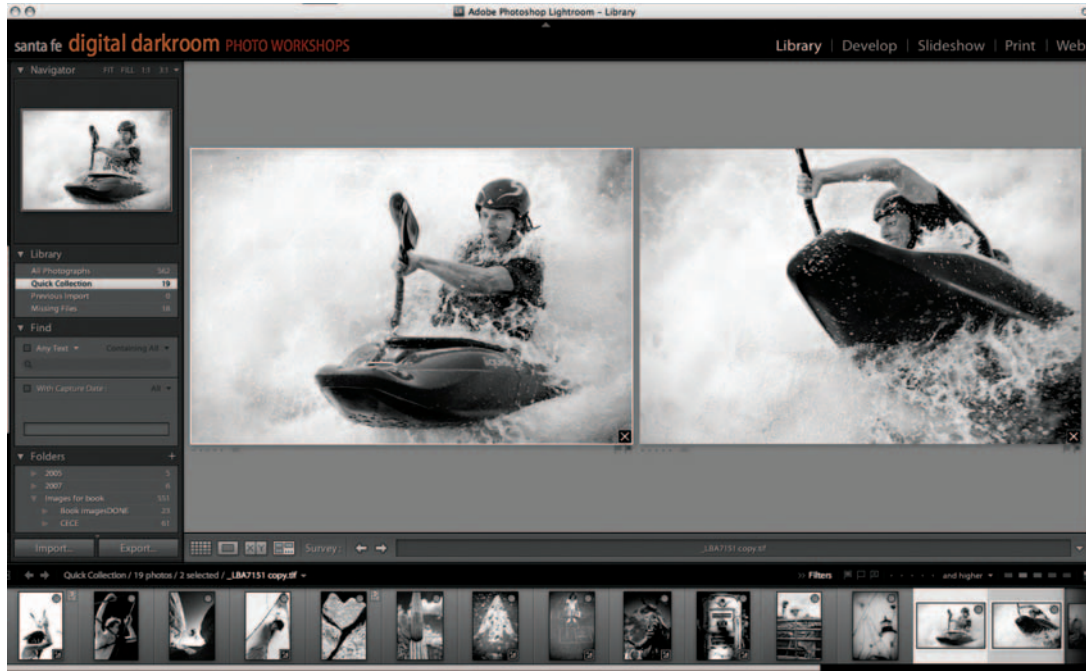 Adobe Photoshop Lightroom - Library
santa fe digital darkroom PHOTO WORKSHOPS
Library | Develop | Slideshow | Print | Web
Navigator FIT FILL 1:1 3:1
Library
All Photographs 562
Quick Collection 19
Previous Import 0
Missing Files 16
Find
Any Text Containing All
With Capture Date: All
Folders +
2005 5
2007 6
Images for book 551
Book imagesDONE 23
CECE 61
Import... Export...
XY Survey: _LBA7151 copy.tif
Quick Collection / 19 photos / 2 selected / _LBA7151 copy.tif Filters and higher